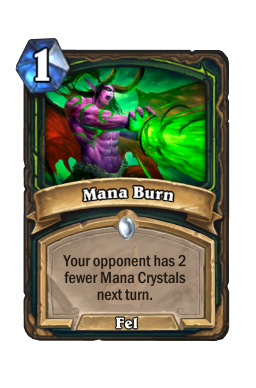 1
Mana Burn
Your opponent has 2
fewer Mana Crystals
next turn.
Fel